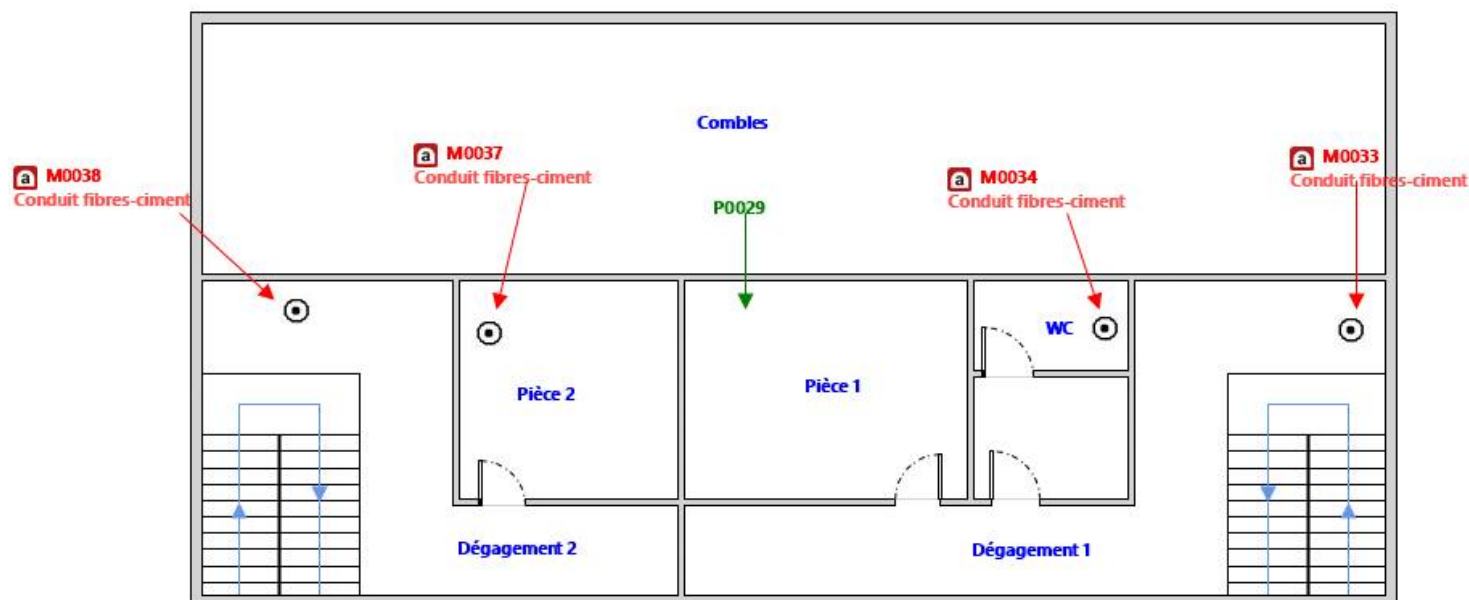 Combles
a M0038
Conduit fibres-ciment
a M0037
Conduit fibres-ciment
P0029
a M0034
Conduit fibres-ciment
a M0033
Conduit fibres-ciment
WC
Pièce 2
Pièce 1
Dégagement 2
Dégagement 1